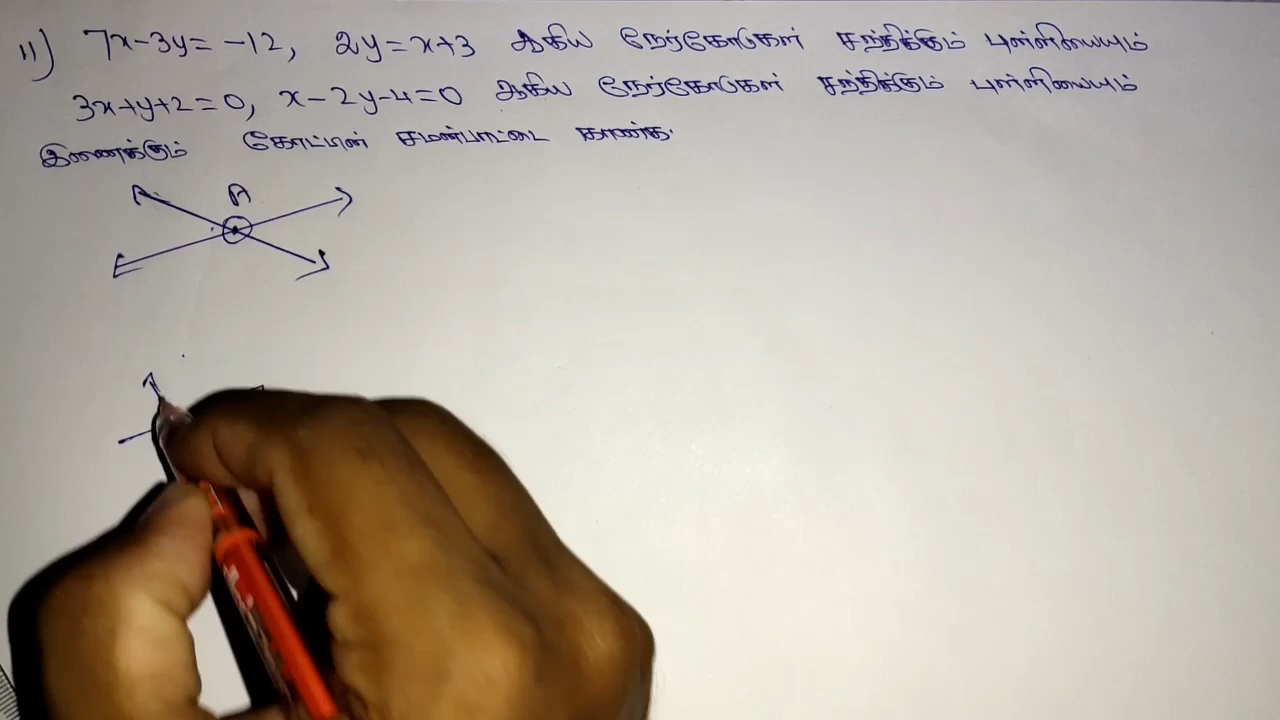 11) 7x-3y=-12, 2y=x+3 ஆகிய நேர்கோடுகள் சந்திக்கும் புள்ளியையும்
3x+y+2=0, x-2y-4=0 ஆகிய நேர்கோடுகள் சந்திக்கும் புள்ளியையும்
இணைக்கும் கோட்டின் சமன்பாட்டை காண்க.
A